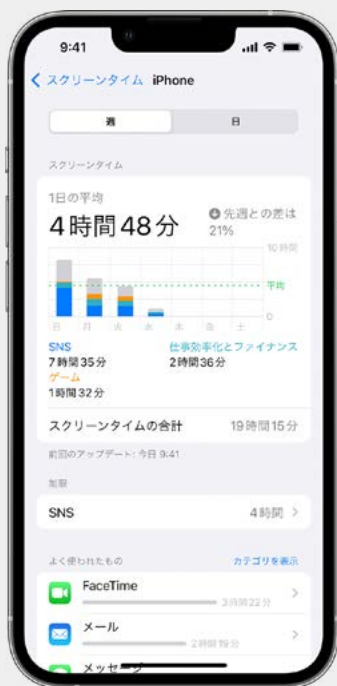 9:41
スクリーンタイム iPhone
週 日
スクリーンタイム
1日の平均
4時間48分
先週との差は
21%
10時間
平均
0
日 月 火 水 木 金 土
SNS 仕事効率化とファイナンス
7時間35分 2時間36分
ゲーム
1時間32分
スクリーンタイムの合計 19時間15分
前回のアップデート: 今日 9:41
制限
SNS 4時間
よく使われたもの カテゴリを表示
FaceTime
3時間22分
メール
2時間19分
メッセージ